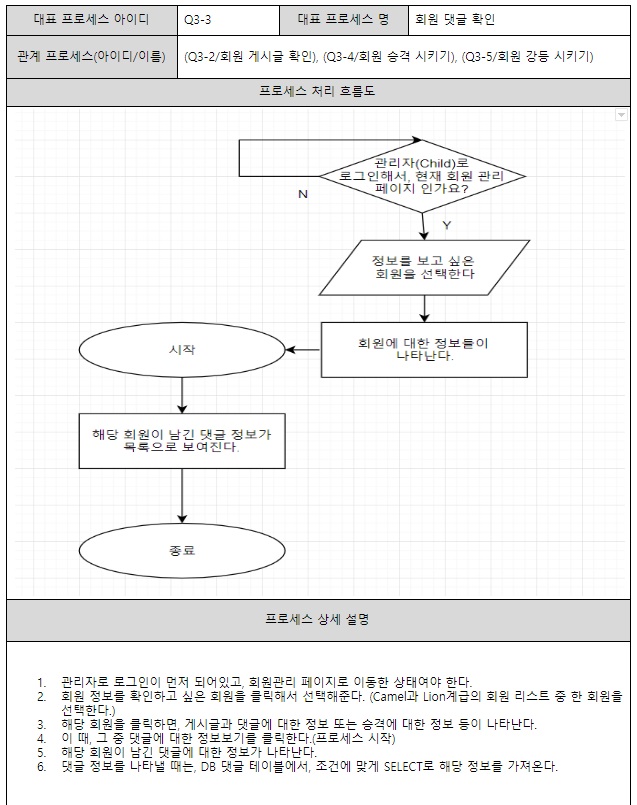 대표 프로세스 아이디 Q3-3 대표 프로세스 명 회원 댓글 확인
관계 프로세스(아이디/이름) (Q3-2/회원 게시글 확인), (Q3-4/회원 승격 시키기), (Q3-5/회원 강등 시키기)
프로세스 처리 흐름도
관리자(Child)로
로그인해서, 현재 회원 관리
페이지 인가요?
N
Y
정보를 보고 싶은
회원을 선택한다
회원에 대한 정보들이
나타난다.
시작
해당 회원이 남긴 댓글 정보가
목록으로 보여진다.
종료
프로세스 상세 설명
1. 관리자로 로그인이 먼저 되어있고, 회원관리 페이지로 이동한 상태여야 한다.
2. 회원 정보를 확인하고 싶은 회원을 클릭해서 선택해준다. (Camel과 Lion계급의 회원 리스트 중 한 회원을
선택한다.)
3. 해당 회원을 클릭하면, 게시글과 댓글에 대한 정보 또는 승격에 대한 정보 등이 나타난다.
4. 이 때, 그 중 댓글에 대한 정보보기를 클릭한다.(프로세스 시작)
5. 해당 회원이 남긴 댓글에 대한 정보가 나타난다.
6. 댓글 정보를 나타낼 때는, DB 댓글 테이블에서, 조건에 맞게 SELECT로 해당 정보를 가져온다.